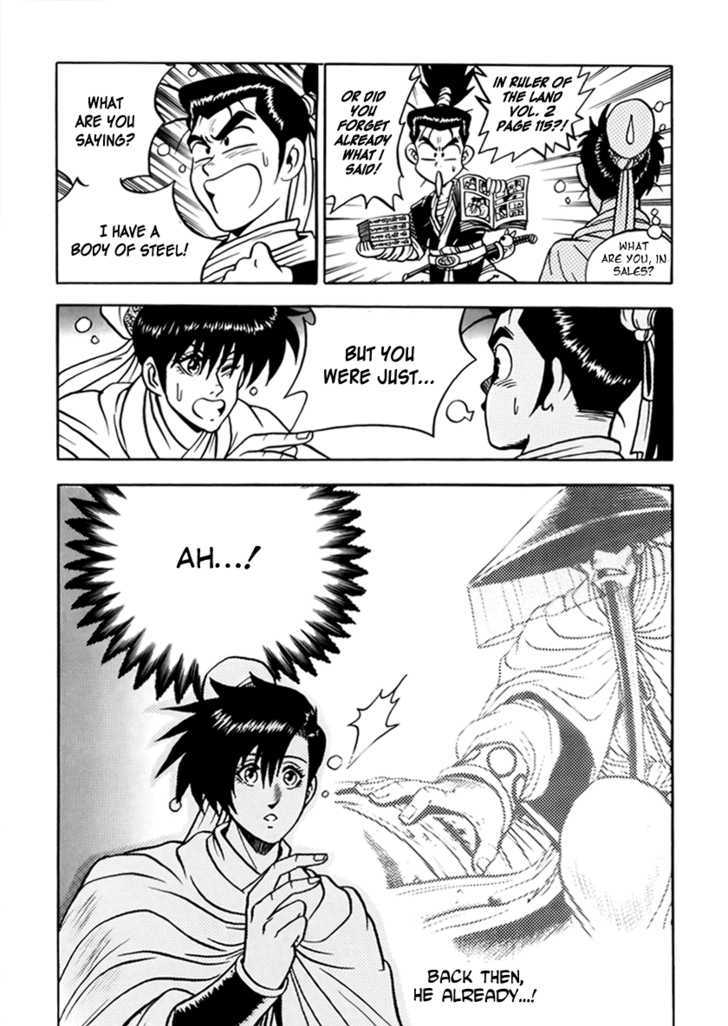 WHAT
ARE YOU
SAYING?
I HAVE A
BODY OF STEEL!
OR DID
YOU
FORGET
ALREADY
WHAT I
SAID!
IN RULER OF
THE LAND
VOL. 2
PAGE 115?!
WHAT
ARE YOU, IN
SALES?
BUT YOU
WERE JUST...
AH...!
BACK THEN,
HE ALREADY...!